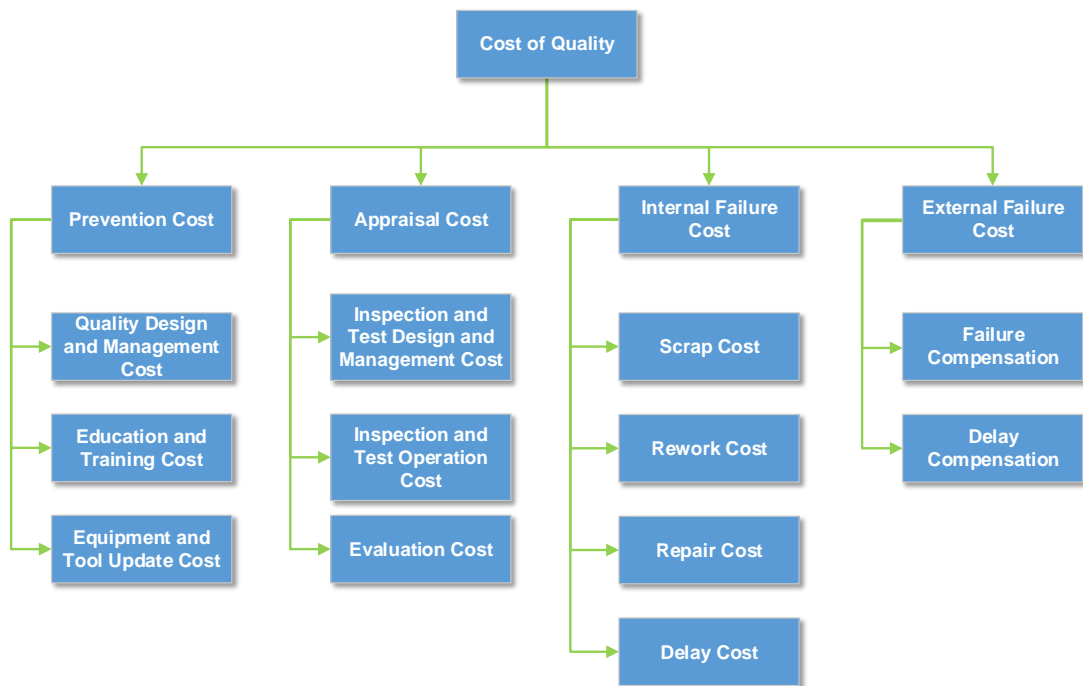 Cost of Quality
Prevention Cost
Appraisal Cost
Internal Failure
Cost
External Failure
Cost
Quality Design
and Management
Cost
Education and
Training Cost
Equipment and
Tool Update Cost
Inspection and
Test Design and
Management Cost
Inspection and
Test Operation
Cost
Evaluation Cost
Scrap Cost
Rework Cost
Repair Cost
Delay Cost
Failure
Compensation
Delay
Compensation